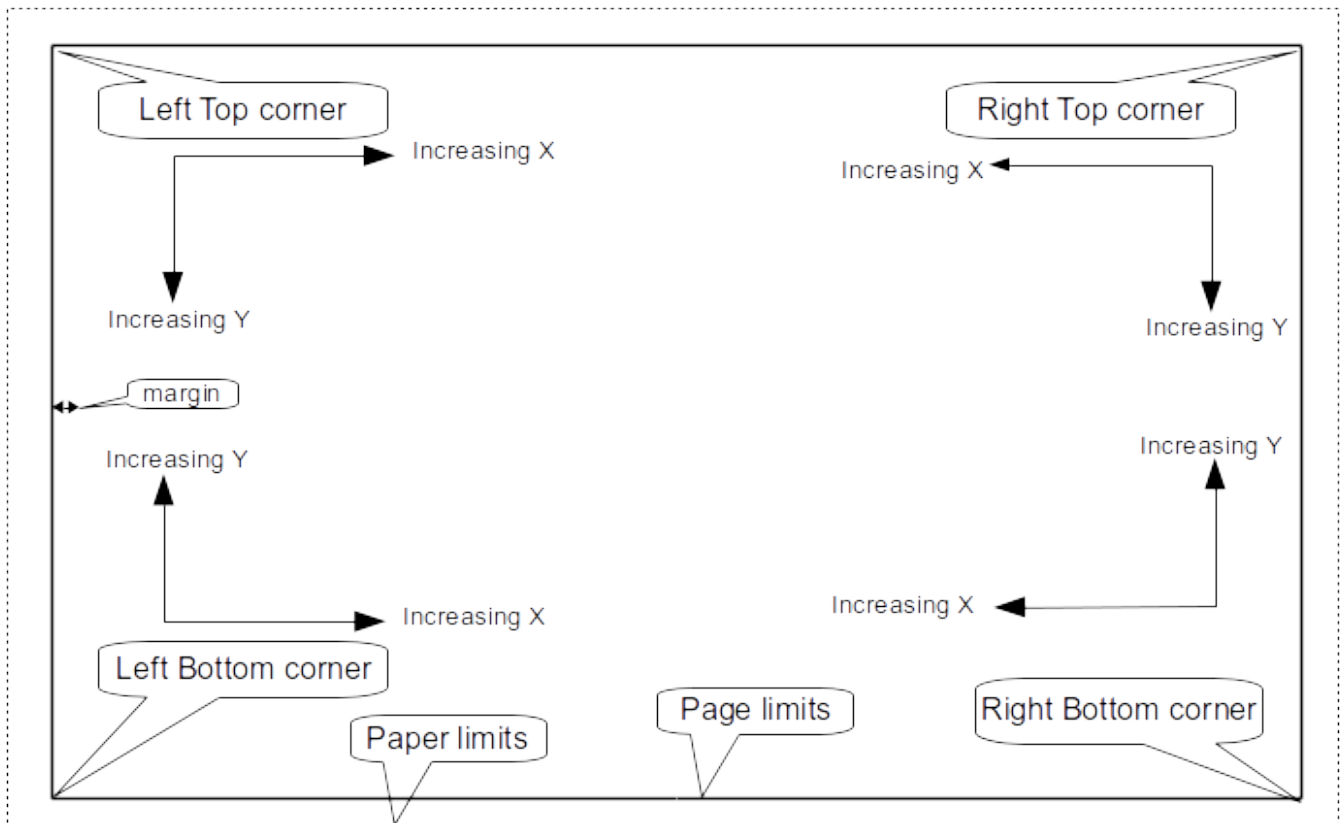 Left Top corner
Right Top corner
Increasing X
Increasing X
Increasing Y
Increasing Y
margin
Increasing Y
Increasing Y
Increasing X
Increasing X
Left Bottom corner
Page limits
Right Bottom corner
Paper limits